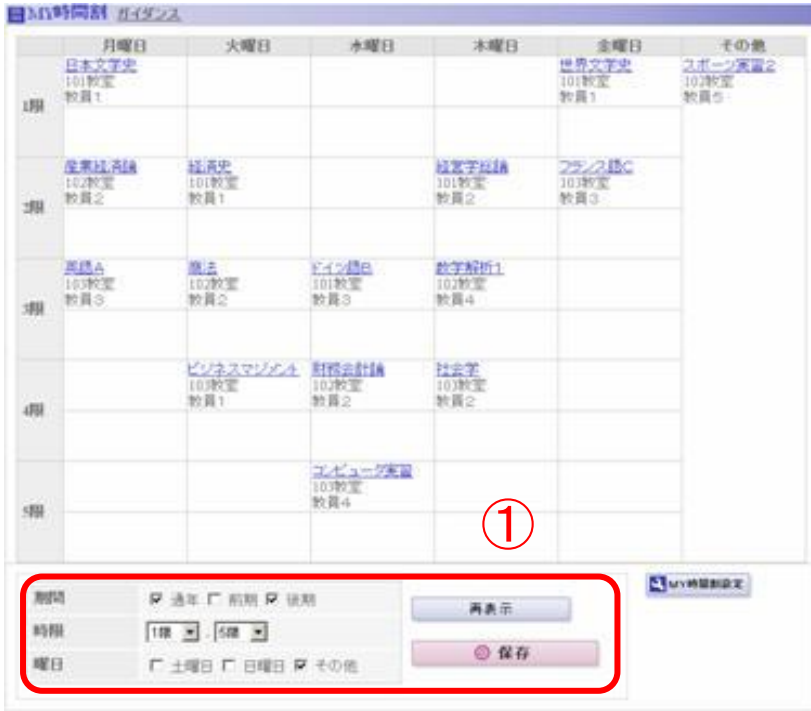 MY時間割 ガイダンス
月曜日 火曜日 水曜日 木曜日 金曜日 その他
1限
日本文学史
101教室
教員1
世界文学史
101教室
教員1
スポーツ実習2
102教室
教員5
2限
産業経済論
102教室
教員2
経済史
101教室
教員1
経営学総論
101教室
教員2
フランス語C
103教室
教員3
3限
英語A
103教室
教員3
商法
102教室
教員2
ドイツ語B
101教室
教員3
数学解析1
102教室
教員4
4限
ビジネスマジメント
103教室
教員1
財務会計論
102教室
教員2
社会学
103教室
教員2
5限
コンピュータ実習
103教室
教員4
①
期間 通年 前期 後期
時限 1限 - 5限
曜日 土曜日 日曜日 その他
再表示
保存
MY時間割設定